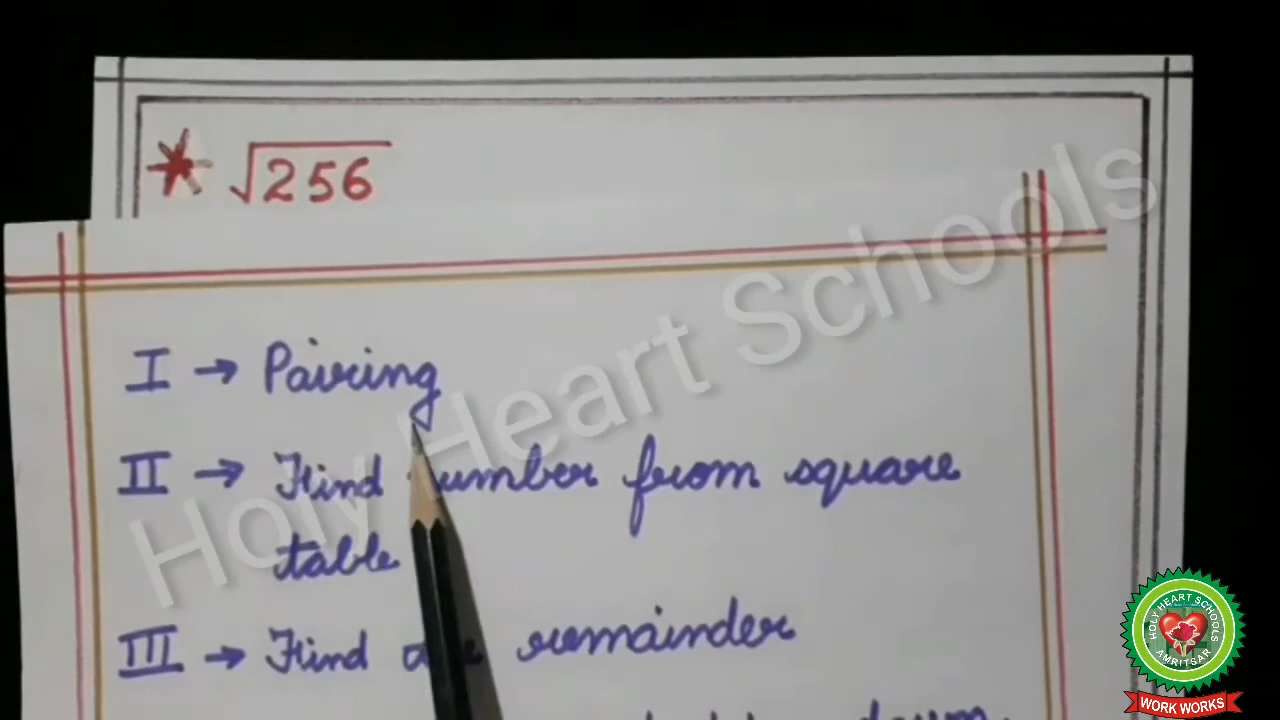 * √256
I → Pairing
II → Find number from square
table
III → Find remainder
down
Holy Heart Schools
HOLY HEART SCHOOLS
AMRITSAR
WORK WORKS